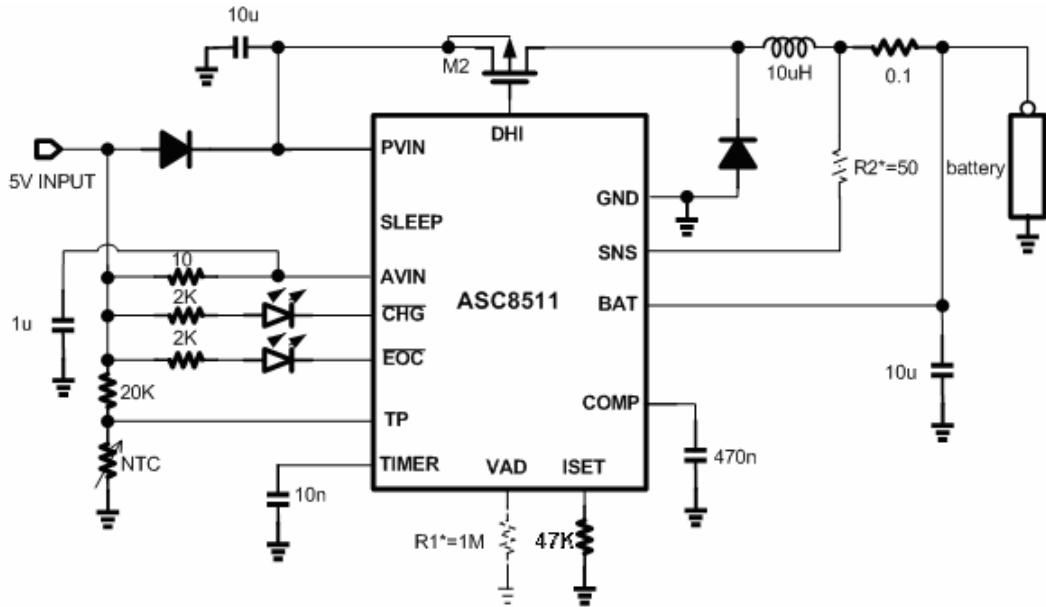 10u
M2
10uH
0.1
DHI
PVIN
5V INPUT
R2*=50
battery
GND
SLEEP
SNS
10
AVIN
ASC8511
2K
CHG
BAT
1u
2K
EOC
10u
20K
COMP
TP
NTC
TIMER
VAD
ISET
470n
10n
R1*=1M
47K